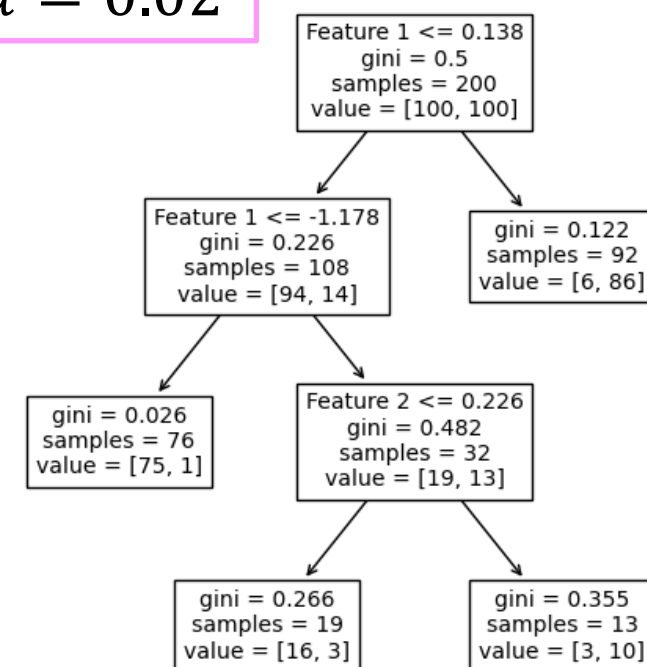 = 0.02
Feature 1 <= 0.138
gini = 0.5
samples = 200
value = [100, 100]
Feature 1 <= -1.178
gini = 0.226
samples = 108
value = [94, 14]
gini = 0.122
samples = 92
value = [6, 86]
gini = 0.026
samples = 76
value = [75, 1]
Feature 2 <= 0.226
gini = 0.482
samples = 32
value = [19, 13]
gini = 0.266
samples = 19
value = [16, 3]
gini = 0.355
samples = 13
value = [3, 10]